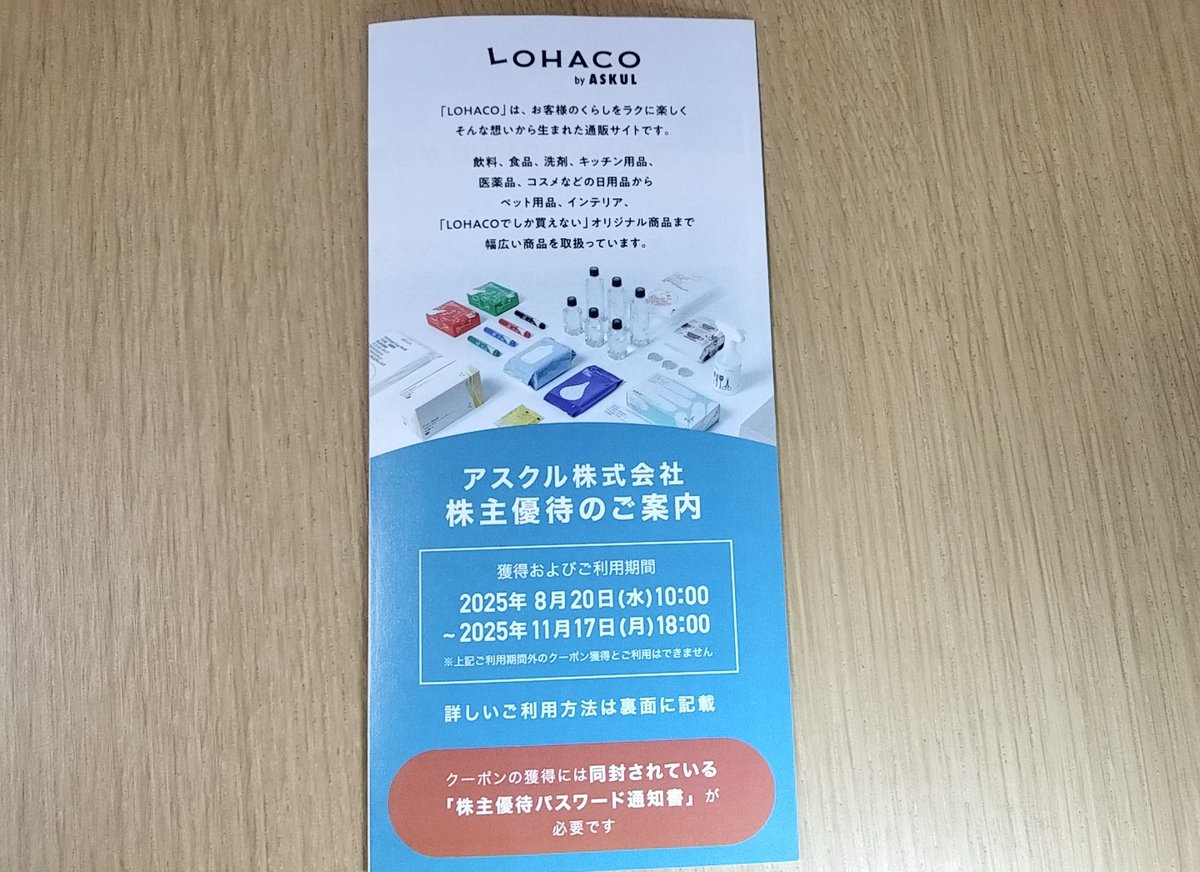 LOHACO
by ASKUL
「LOHACO」は、お客様のくらしをラクに楽しく
そんな想いから生まれた通販サイトです。
飲料、食品、洗剤、キッチン用品、
医薬品、コスメなどの日用品から
ペット用品、インテリア、
「LOHACOでしか買えない」オリジナル商品まで
幅広い商品を取扱っています。
アスクル株式会社
株主優待のご案内
獲得およびご利用期間
2025年 8月20日(水)10:00
~2025年11月17日(月)18:00
※上記ご利用期間外のクーポン獲得とご利用はできません
詳しいご利用方法は裏面に記載
クーポンの獲得には同封されている
「株主優待パスワード通知書」が
必要です